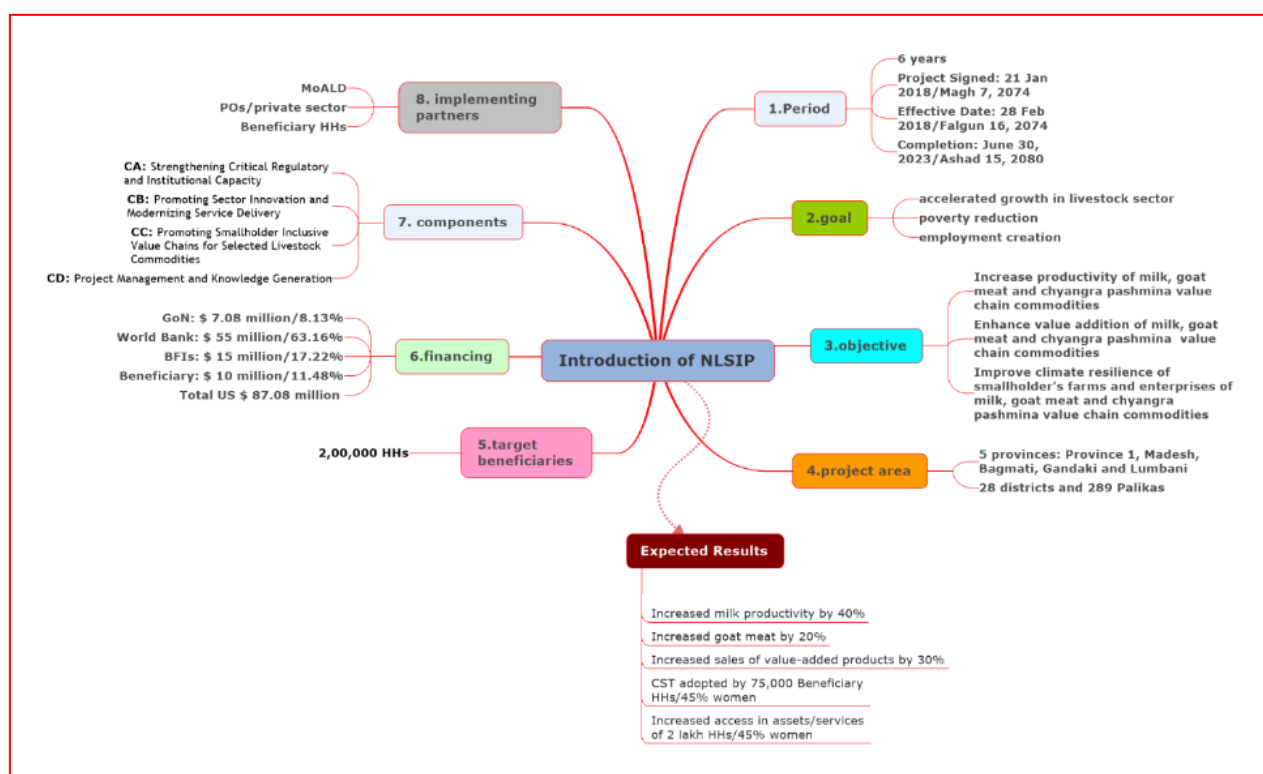 Introduction of NLSIP
1.Period
6 years
Project Signed: 21 Jan
2018/Magh 7, 2074
Effective Date: 28 Feb
2018/Falgun 16, 2074
Completion: June 30,
2023/Ashad 15, 2080
2.goal
accelerated growth in livestock sector
poverty reduction
employment creation
3.objective
Increase productivity of milk, goat
meat and chyangra pashmina value
chain commodities
Enhance value addition of milk, goat
meat and chyangra pashmina value
chain commodities
Improve climate resilience of
smallholder's farms and enterprises of
milk, goat meat and chyangra
pashmina value chain commodities
4.project area
5 provinces: Province 1, Madesh,
Bagmati, Gandaki and Lumbani
28 districts and 289 Palikas
5.target
beneficiaries
2,00,000 HHs
6.financing
GoN: $ 7.08 million/8.13%
World Bank: $ 55 million/63.16%
BFIs: $ 15 million/17.22%
Beneficiary: $ 10 million/11.48%
Total US $ 87.08 million
7. components
CA: Strengthening Critical Regulatory
and Institutional Capacity
CB: Promoting Sector Innovation and
Modernizing Service Delivery
CC: Promoting Smallholder Inclusive
Value Chains for Selected Livestock
Commodities
CD: Project Management and Knowledge Generation
8. implementing
partners
MoALD
POs/private sector
Beneficiary HHs
Expected Results
Increased milk productivity by 40%
Increased goat meat by 20%
Increased sales of value-added products by 30%
CST adopted by 75,000 Beneficiary
HHs/45% women
Increased access in assets/services
of 2 lakh HHs/45% women